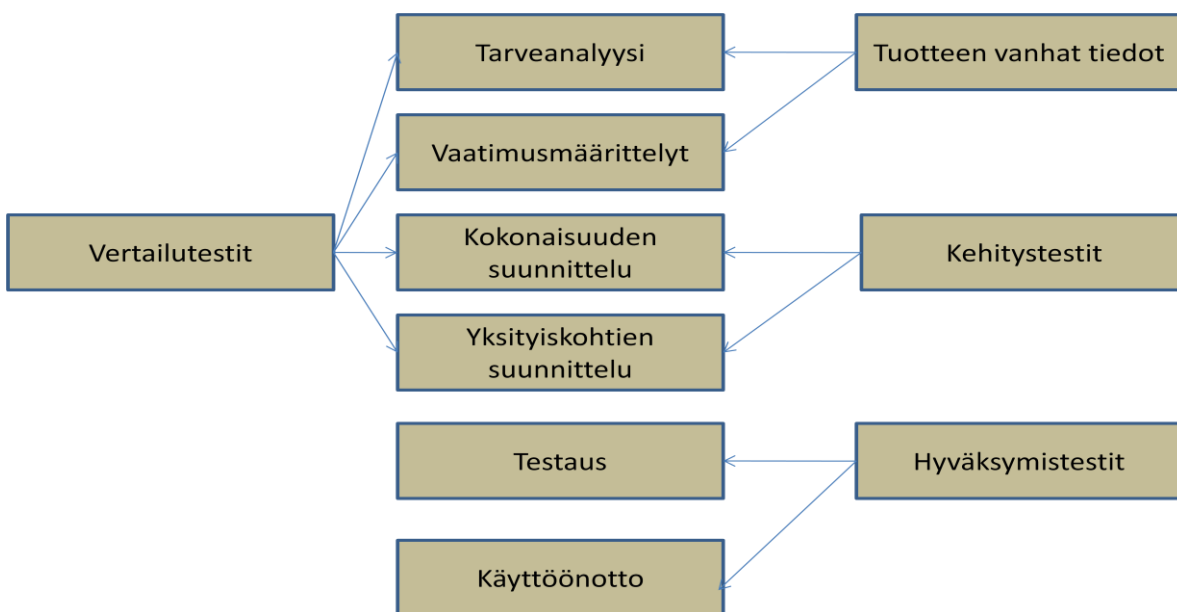 Tarveanalyysi
Tuotteen vanhat tiedot
Vaatimusmäärittelyt
Vertailutestit
Kokonaisuuden
suunnittelu
Kehitystestit
Yksityiskohtien
suunnittelu
Testaus
Hyväksymistestit
Käyttöönotto